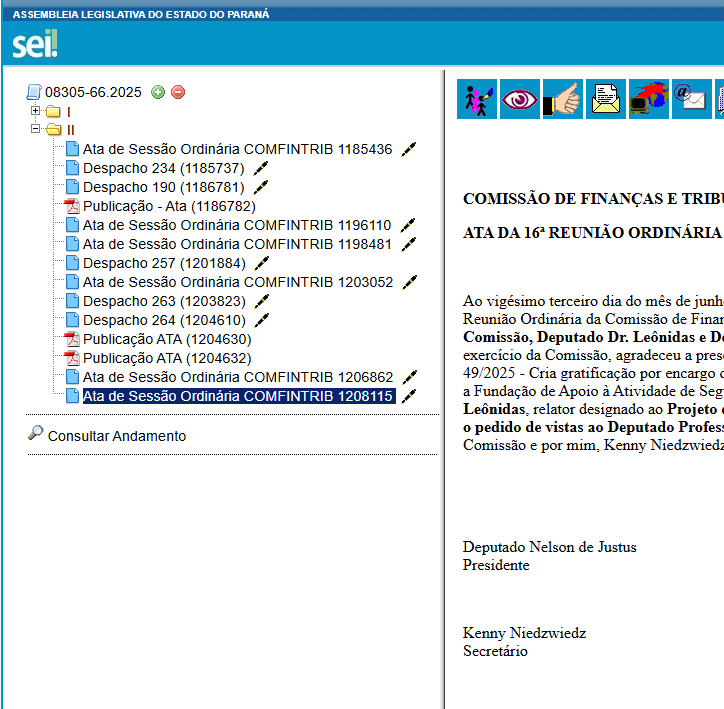 ASSEMBLEIA LEGISLATIVA DO ESTADO DO PARANÁ
sei!
08305-66.2025
I
II
Ata de Sessão Ordinária COMFINTRIB 1185436
Despacho 234 (1185737)
Despacho 190 (1186781)
Publicação - Ata (1186782)
Ata de Sessão Ordinária COMFINTRIB 1196110
Ata de Sessão Ordinária COMFINTRIB 1198481
Despacho 257 (1201884)
Ata de Sessão Ordinária COMFINTRIB 1203052
Despacho 263 (1203823)
Despacho 264 (1204610)
Publicação ATA (1204630)
Publicação ATA (1204632)
Ata de Sessão Ordinária COMFINTRIB 1206862
Ata de Sessão Ordinária COMFINTRIB 1208115
Consultar Andamento
COMISSÃO DE FINANÇAS E TRIBU
ATA DA 16ª REUNIÃO ORDINÁRIA
Ao vigésimo terceiro dia do mês de junh
Reunião Ordinária da Comissão de Finan
Comissão, Deputado Dr. Leônidas e De
exercício da Comissão, agradeceu a pres
49/2025 - Cria gratificação por encargo d
a Fundação de Apoio à Atividade de Seg
Leônidas, relator designado ao Projeto d
o pedido de vistas ao Deputado Profess
Comissão e por mim, Kenny Niedzwiedz
Deputado Nelson de Justus
Presidente
Kenny Niedzwiedz
Secretário